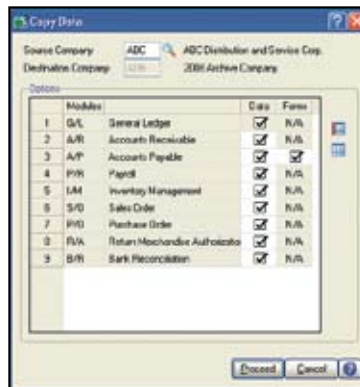 Copy Data
Source Company ABC ABC Distribution and Service Corp.
Destination Company 2008 Archive Company
Options
Modules Data Forms
1 G/L General Ledger N/A
2 A/R Accounts Receivable N/A
3 A/P Accounts Payable
4 P/R Payroll N/A
5 I/M Inventory Management N/A
6 S/O Sales Order N/A
7 P/O Purchase Order N/A
8 R/A Return Merchandise Authorizatio N/A
9 B/R Bank Reconciliation N/A
Proceed Cancel